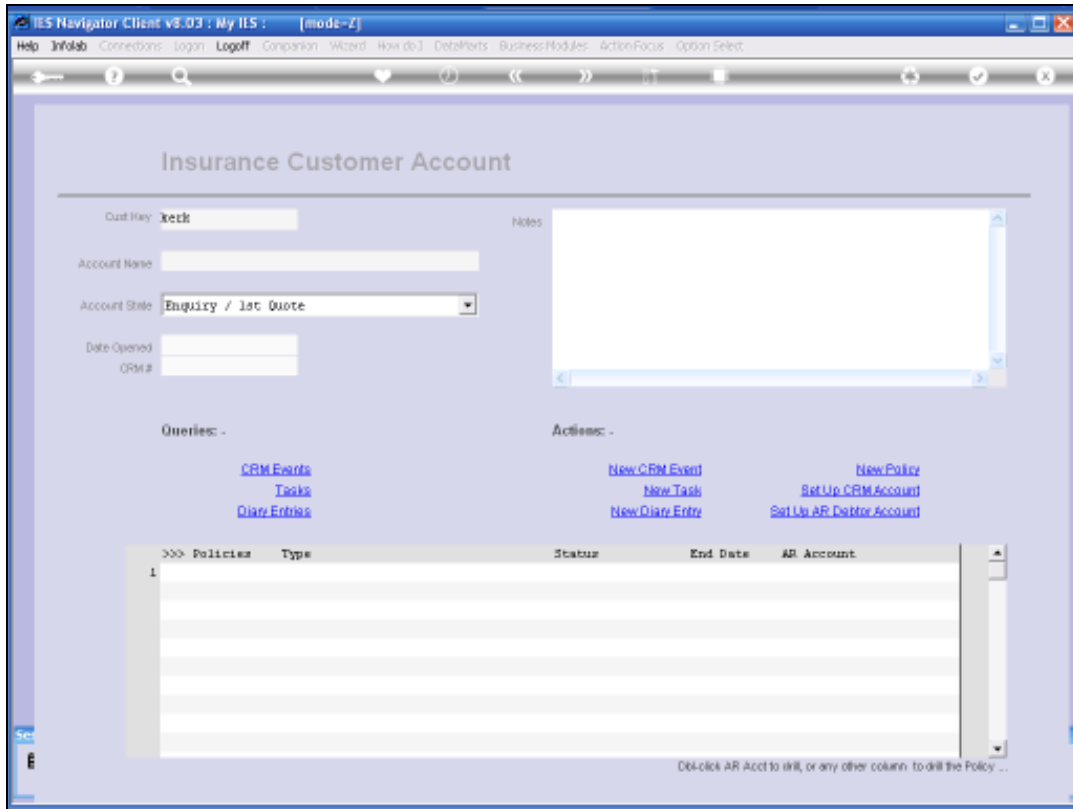 IES Navigator Client v8.03 : My IES : [mode=Z]
Help Infolab Connections Logon Logoff Companion Wizard How do I DataMarts Business Modules Action Focus Option Select
Insurance Customer Account
Cust Key kerk
Notes
Account Name
Account State Enquiry / 1st Quote
Date Opened
CRM #
Queries: - Actions: -
CRM Events New CRM Event New Policy
Tasks New Task Set Up CRM Account
Diary Entries New Diary Entry Set Up AR Debtor Account
>>> Policies Type Status End Date AR Account
1
Dbl-click AR Acct to drill, or any other column to drill the Policy ...